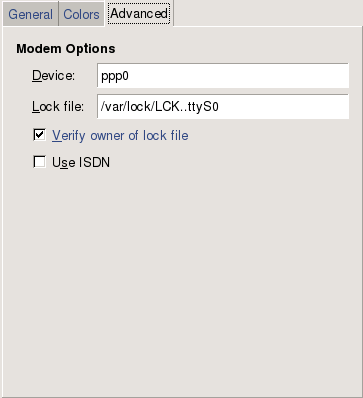 General Colors Advanced
Modem Options
Device: ppp0
Lock file: /var/lock/LCK..ttyS0
Verify owner of lock file
Use ISDN